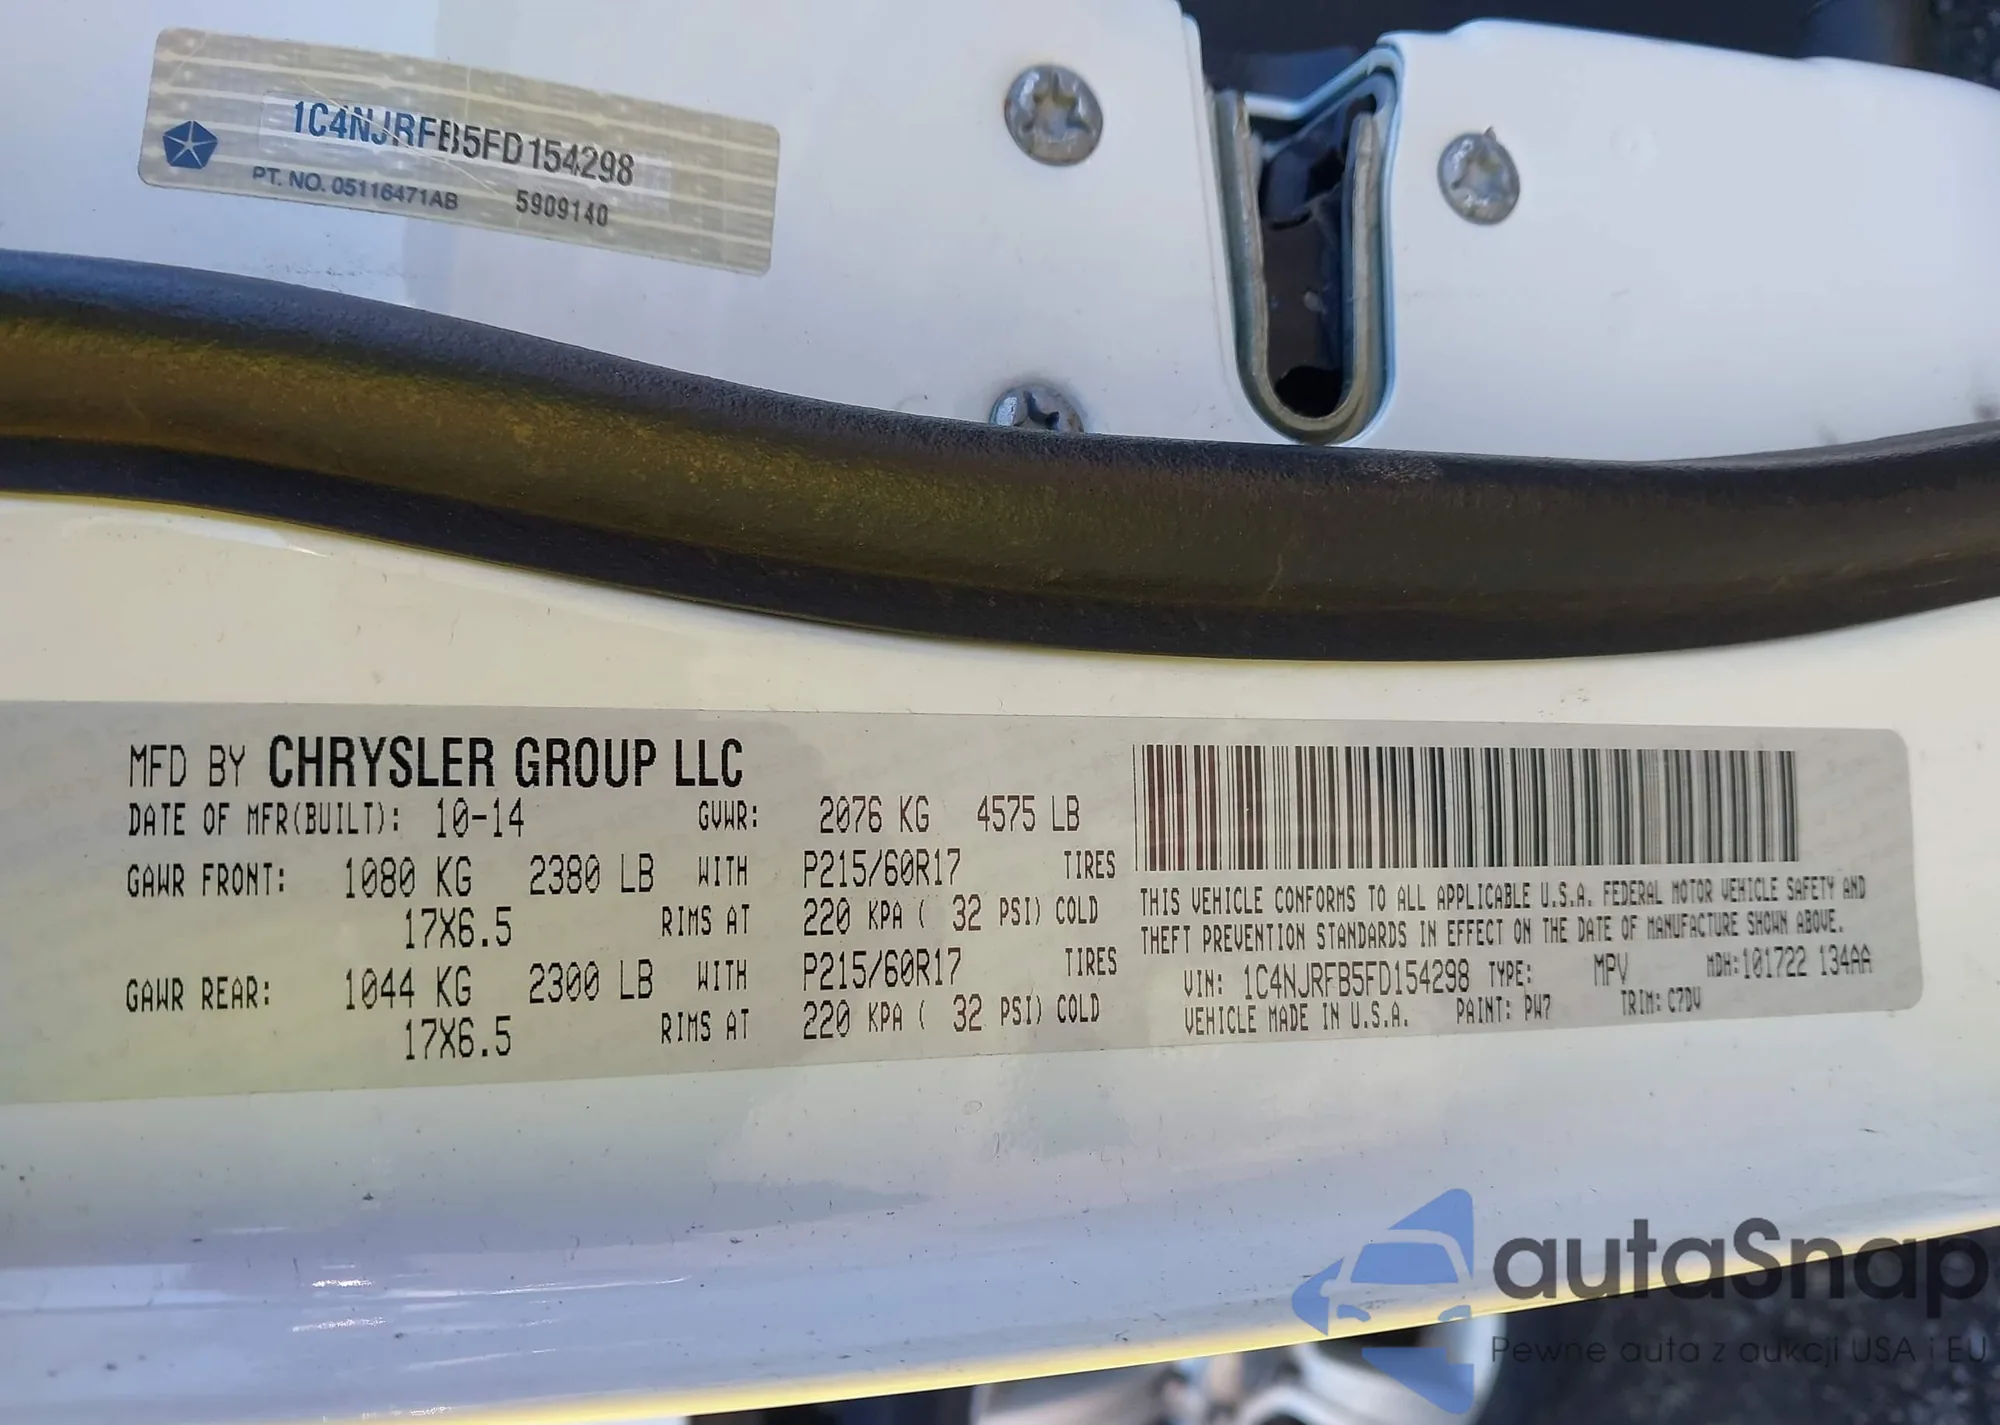 1C4NJRFB5FD154298
PT. NO. 05116471AB 5909140
MFD BY CHRYSLER GROUP LLC
DATE OF MFR(BUILT): 10-14 GVWR: 2076 KG 4575 LB
GAWR FRONT: 1080 KG 2380 LB WITH P215/60R17 TIRES
17X6.5 RIMS AT 220 KPA ( 32 PSI) COLD
GAWR REAR: 1044 KG 2300 LB WITH P215/60R17 TIRES
17X6.5 RIMS AT 220 KPA ( 32 PSI) COLD
THIS VEHICLE CONFORMS TO ALL APPLICABLE U.S.A. FEDERAL MOTOR VEHICLE SAFETY AND
THEFT PREVENTION STANDARDS IN EFFECT ON THE DATE OF MANUFACTURE SHOWN ABOVE.
VIN: 1C4NJRFB5FD154298 TYPE: MPV MDH:101722 134AA
VEHICLE MADE IN U.S.A. PAINT: PW7 TRIM: C7DV
autaSnap
Pewne auta z aukcji USA i EU